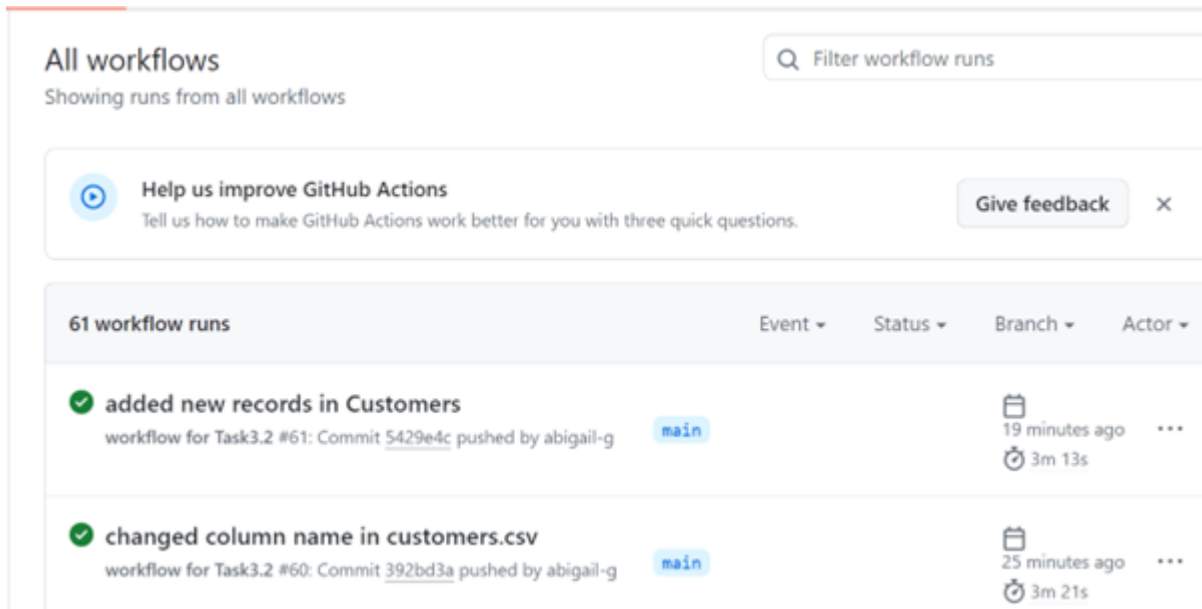 All workflows
Filter workflow runs
Showing runs from all workflows
Help us improve GitHub Actions
Tell us how to make GitHub Actions work better for you with three quick questions.
Give feedback
61 workflow runs
Event
Status
Branch
Actor
added new records in Customers
workflow for Task3.2 #61: Commit 5429e4c pushed by abigail-g
main
19 minutes ago
3m 13s
changed column name in customers.csv
workflow for Task3.2 #60: Commit 392bd3a pushed by abigail-g
main
25 minutes ago
3m 21s